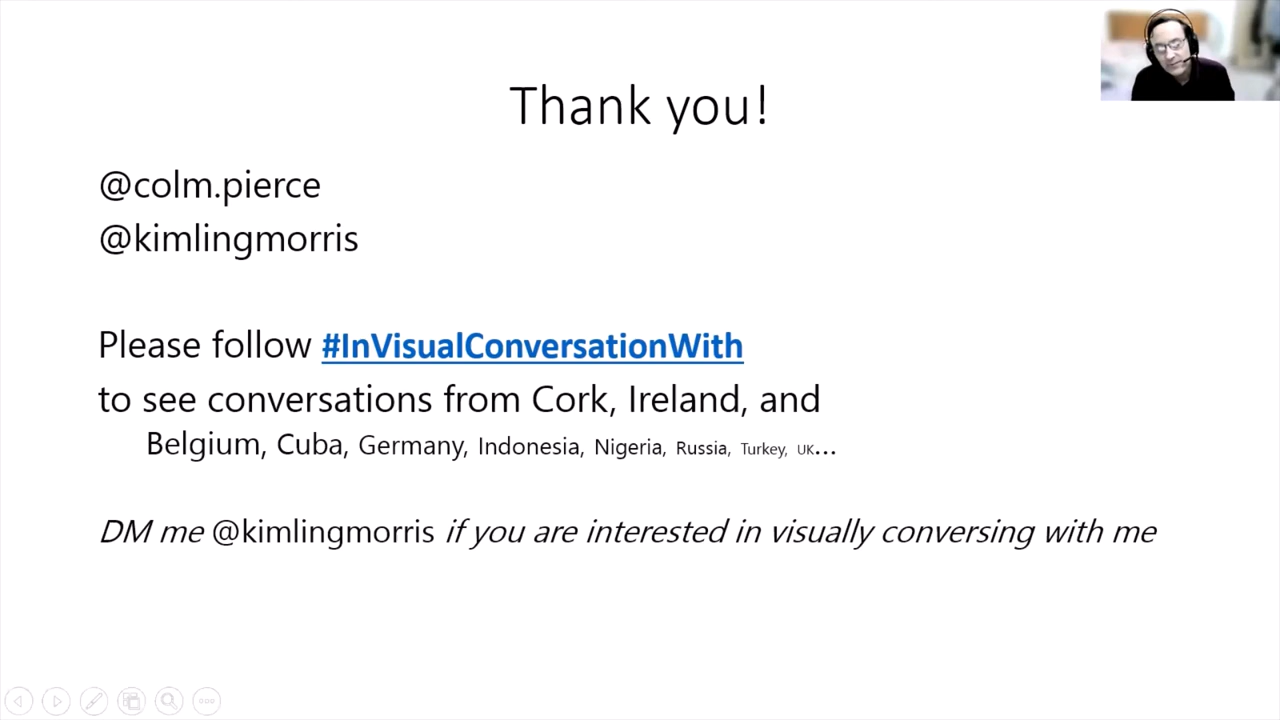 Thank you!
@colm.pierce
@kimlingmorris
Please follow #InVisualConversationWith
to see conversations from Cork, Ireland, and
Belgium, Cuba, Germany, Indonesia, Nigeria, Russia, Turkey, UK...
DM me @kimlingmorris if you are interested in visually conversing with me